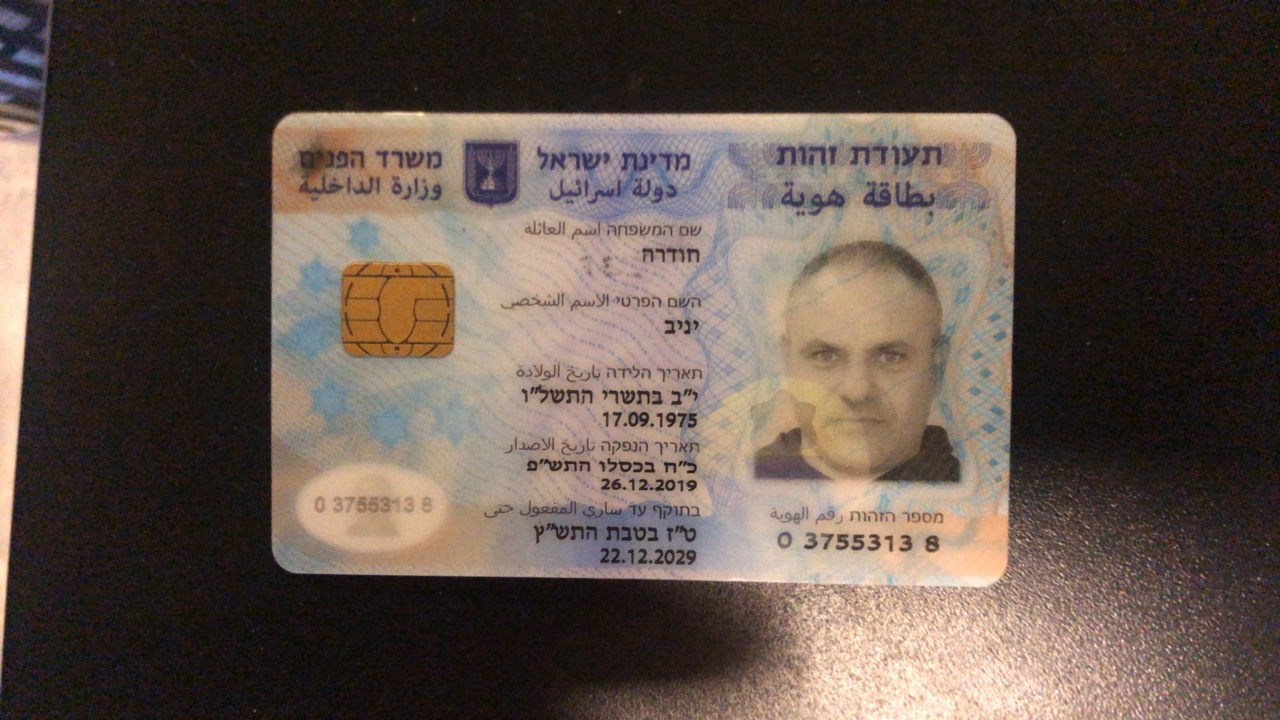 תעודת זהות
بطاقة هوية
מדינת ישראל
دولة اسرائيل
משרד הפנים
وزارة الداخلية
שם המשפחה اسم العائلة
חודרה
השם הפרטי الاسم الشخصي
יניב
תאריך הלידה تاريخ الولادة
י"ב בתשרי התשל"ו
17.09.1975
תאריך הנפקה تاريخ الاصدار
כ"ח בכסלו התש"פ
26.12.2019
בתוקף עד ساري المفعول حتى
ט"ז בטבת התש"ץ
22.12.2029
מספר הזהות رقم الهوية
0 3755313 8
0 3755313 8